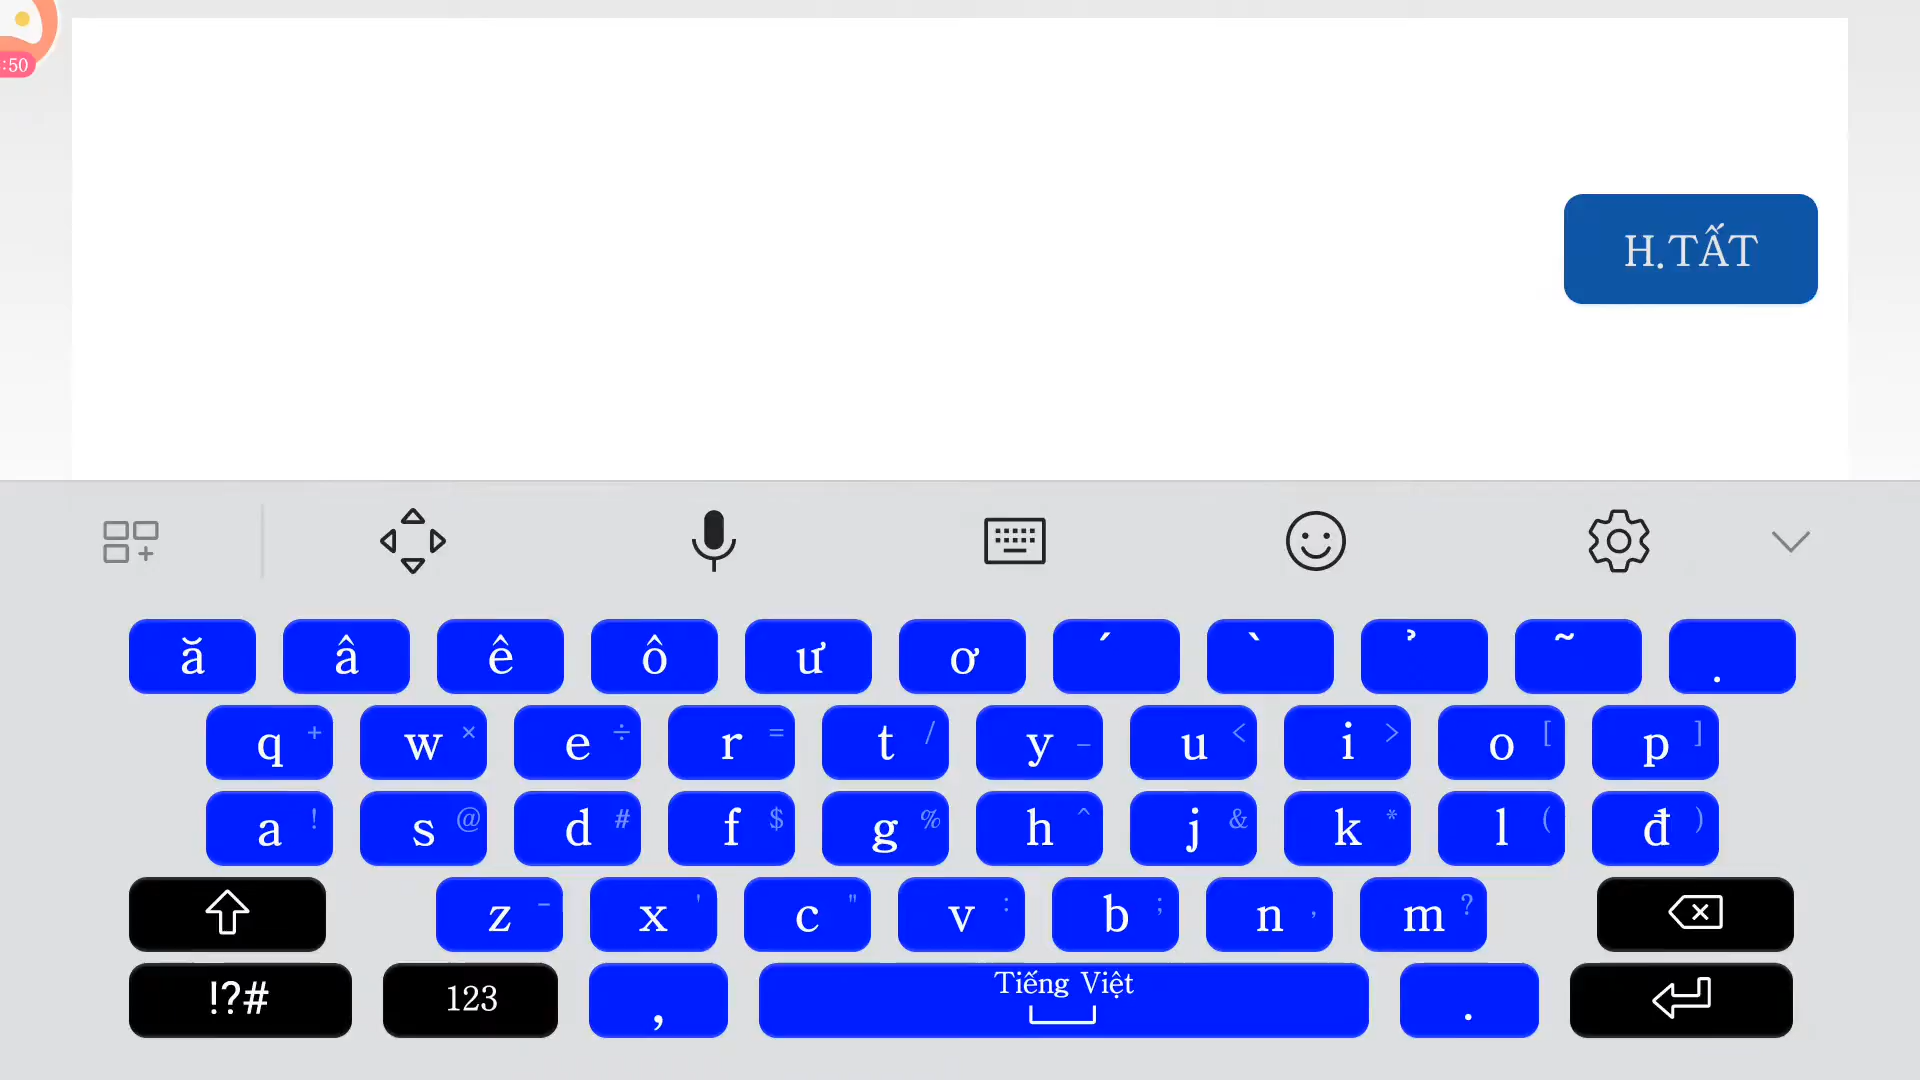 :50
H.TẤT
ă â ê ô ư ơ ´ ` ̉ ~ .
q + w × e ÷ r = t / y _ u < i > o [ p ]
a ! s @ d # f $ g % h ^ j & k * l ( đ )
z - x ' c " v : b ; n , m ?
!?# 123 , Tiếng Việt .